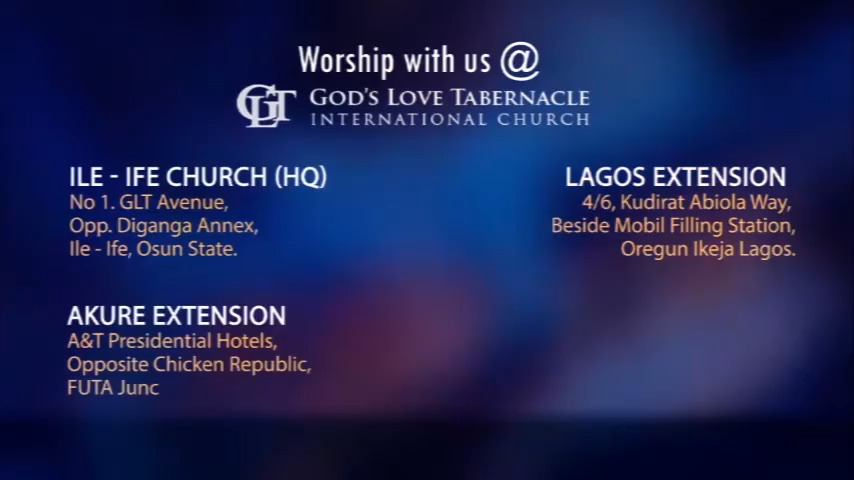 Worship with us @
GLT GOD'S LOVE TABERNACLE
INTERNATIONAL CHURCH
ILE - IFE CHURCH (HQ)
No 1. GLT Avenue,
Opp. Diganga Annex,
Ile - Ife, Osun State.
LAGOS EXTENSION
4/6, Kudirat Abiola Way,
Beside Mobil Filling Station,
Oregun Ikeja Lagos.
AKURE EXTENSION
A&T Presidential Hotels,
Opposite Chicken Republic,
FUTA Junc